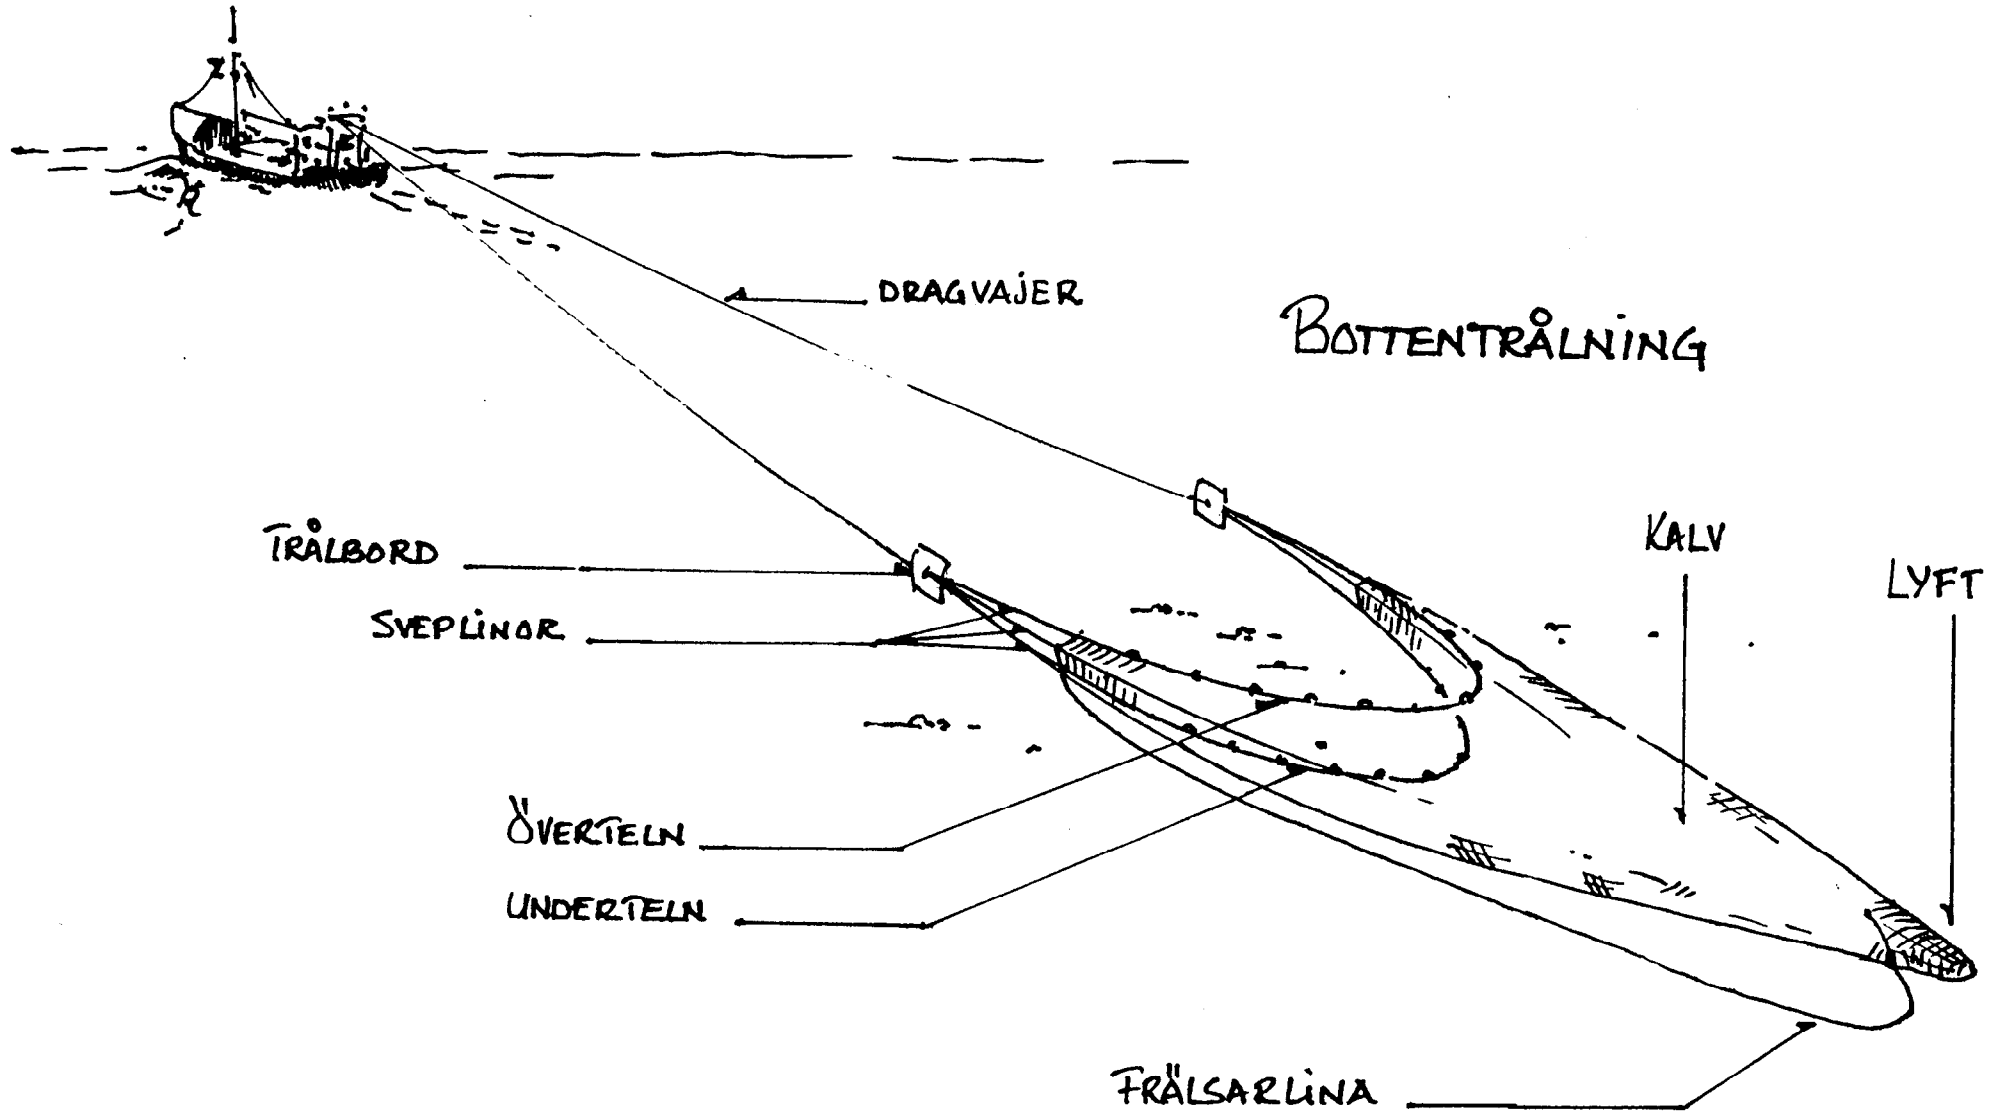 DRAGVAJER
BOTTENTRÅLNING
TRÅLBORD
KALV
LYFT
SVEPLINOR
ÖVERTELN
UNDERTELN
FRÄLSARLINA